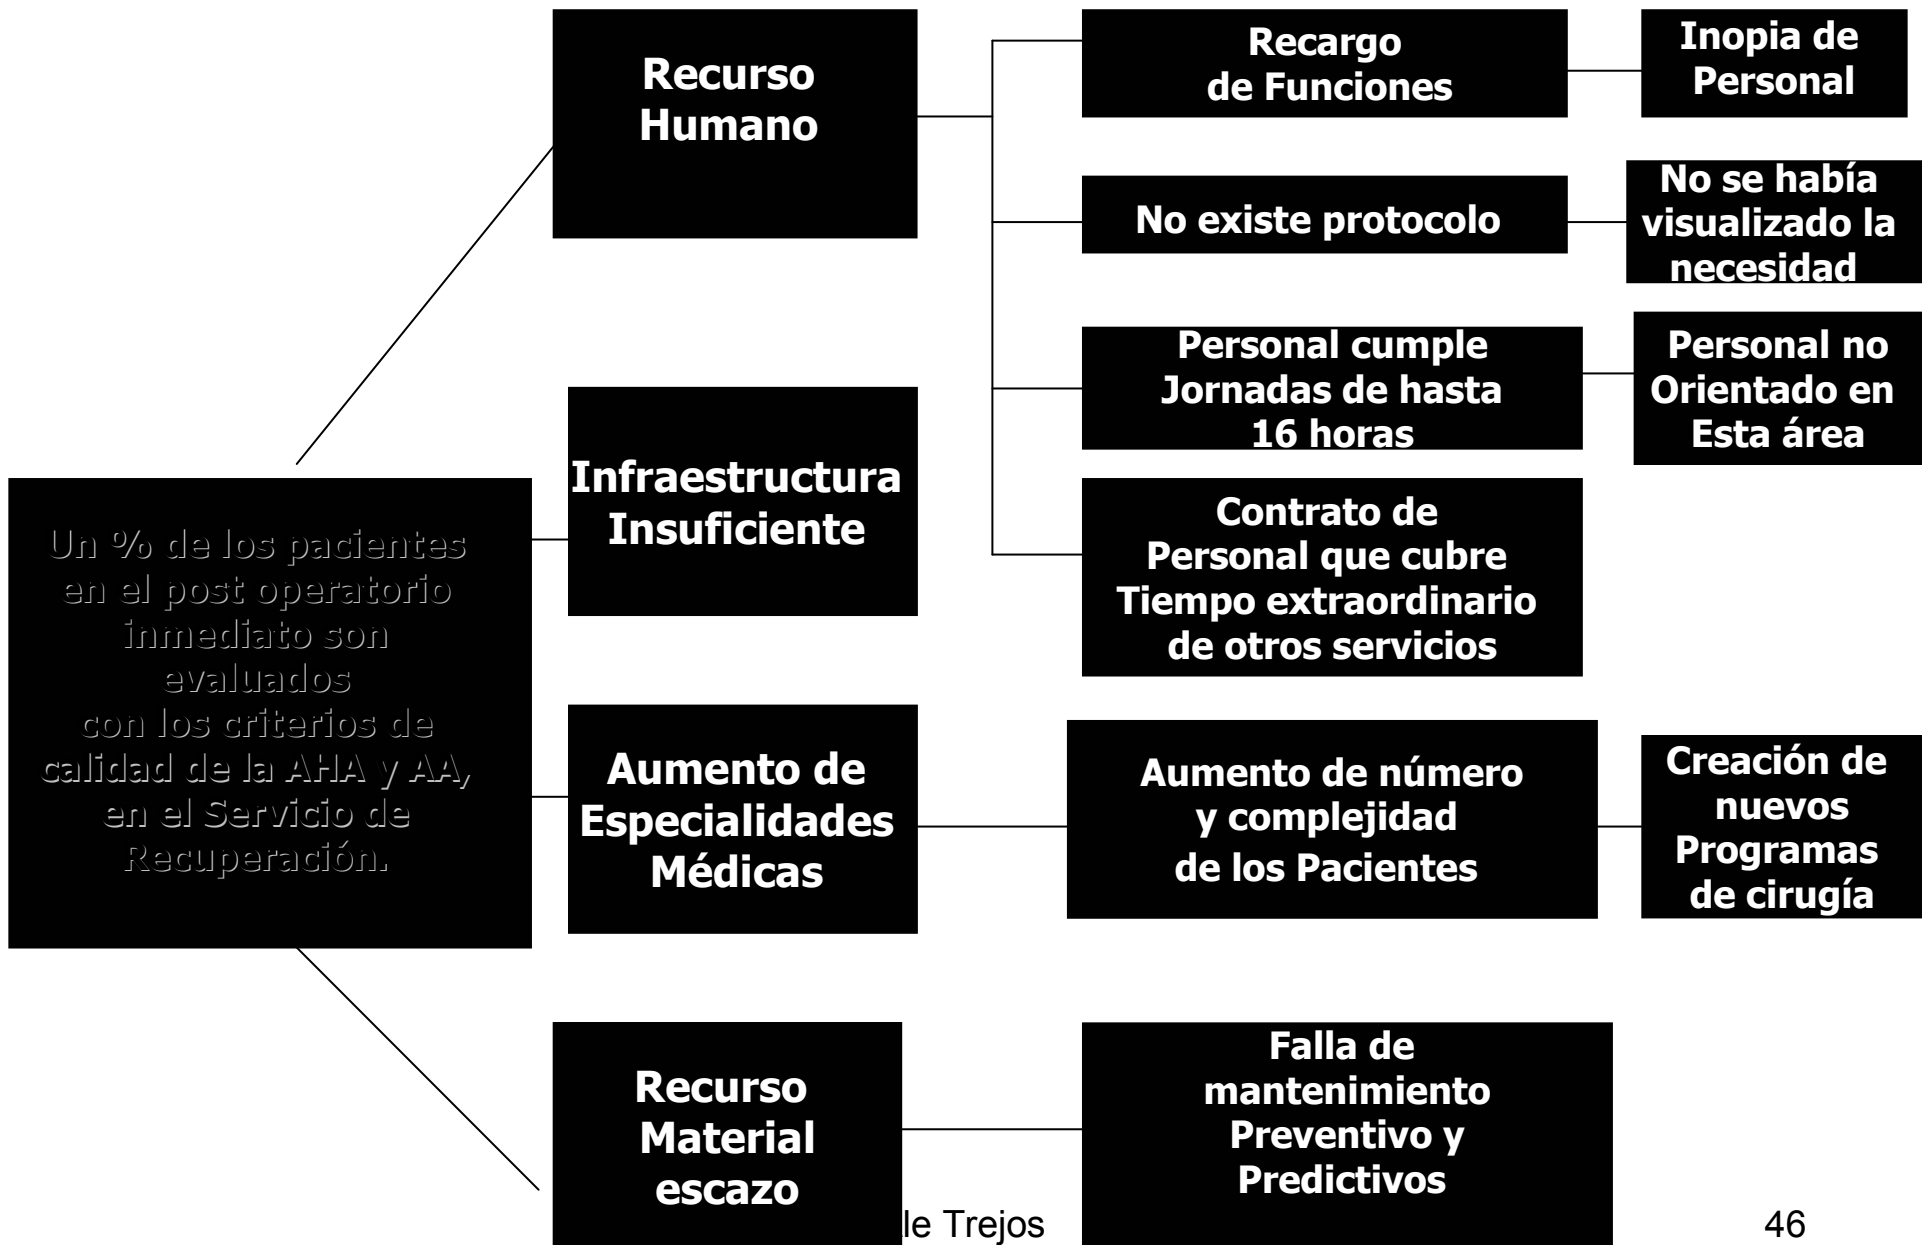 Un % de los pacientes
en el post operatorio
inmediato son
evaluados
con los criterios de
calidad de la AHA y AA,
en el Servicio de
Recuperación.
Recurso
Humano
Recargo
de Funciones
Inopia de
Personal
No existe protocolo
No se había
visualizado la
necesidad
Personal cumple
Jornadas de hasta
16 horas
Personal no
Orientado en
Esta área
Contrato de
Personal que cubre
Tiempo extraordinario
de otros servicios
Infraestructura
Insuficiente
Aumento de
Especialidades
Médicas
Aumento de número
y complejidad
de los Pacientes
Creación de
nuevos
Programas
de cirugía
Recurso
Material
escazo
Falla de
mantenimiento
Preventivo y
Predictivos
Trejos
46